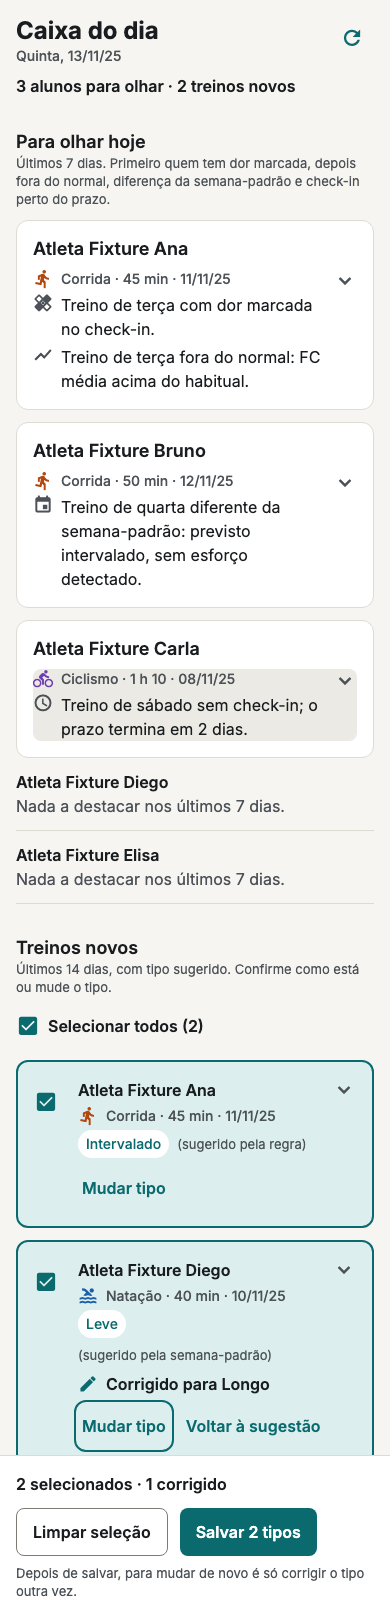 Caixa do dia
Quinta, 13/11/25
3 alunos para olhar · 2 treinos novos
Para olhar hoje
Últimos 7 dias. Primeiro quem tem dor marcada, depois
fora do normal, diferença da semana-padrão e check-in
perto do prazo.
Atleta Fixture Ana
Corrida · 45 min · 11/11/25
Treino de terça com dor marcada
no check-in.
Treino de terça fora do normal: FC
média acima do habitual.
Atleta Fixture Bruno
Corrida · 50 min · 12/11/25
Treino de quarta diferente da
semana-padrão: previsto
intervalado, sem esforço
detectado.
Atleta Fixture Carla
Ciclismo · 1 h 10 · 08/11/25
Treino de sábado sem check-in; o
prazo termina em 2 dias.
Atleta Fixture Diego
Nada a destacar nos últimos 7 dias.
Atleta Fixture Elisa
Nada a destacar nos últimos 7 dias.
Treinos novos
Últimos 14 dias, com tipo sugerido. Confirme como está
ou mude o tipo.
Selecionar todos (2)
Atleta Fixture Ana
Corrida · 45 min · 11/11/25
Intervalado (sugerido pela regra)
Mudar tipo
Atleta Fixture Diego
Natação · 40 min · 10/11/25
Leve
(sugerido pela semana-padrão)
Corrigido para Longo
Mudar tipo Voltar à sugestão
2 selecionados · 1 corrigido
Limpar seleção Salvar 2 tipos
Depois de salvar, para mudar de novo é só corrigir o tipo
outra vez.